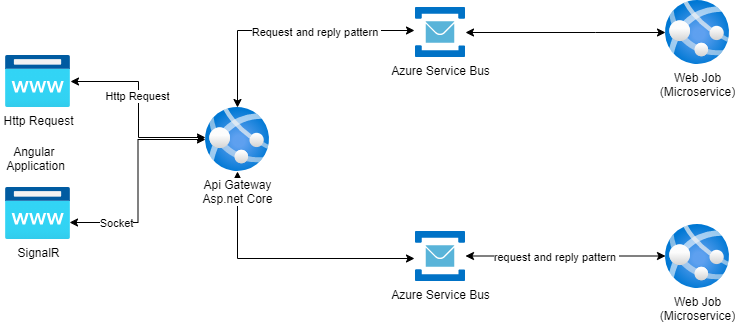 Request and reply pattern
Azure Service Bus
Web Job
(Microservice)
WWW
Http Request
Http Request
Angular
Application
Api Gateway
Asp.net Core
WWW
Socket
SignalR
request and reply pattern
Azure Service Bus
Web Job
(Microservice)